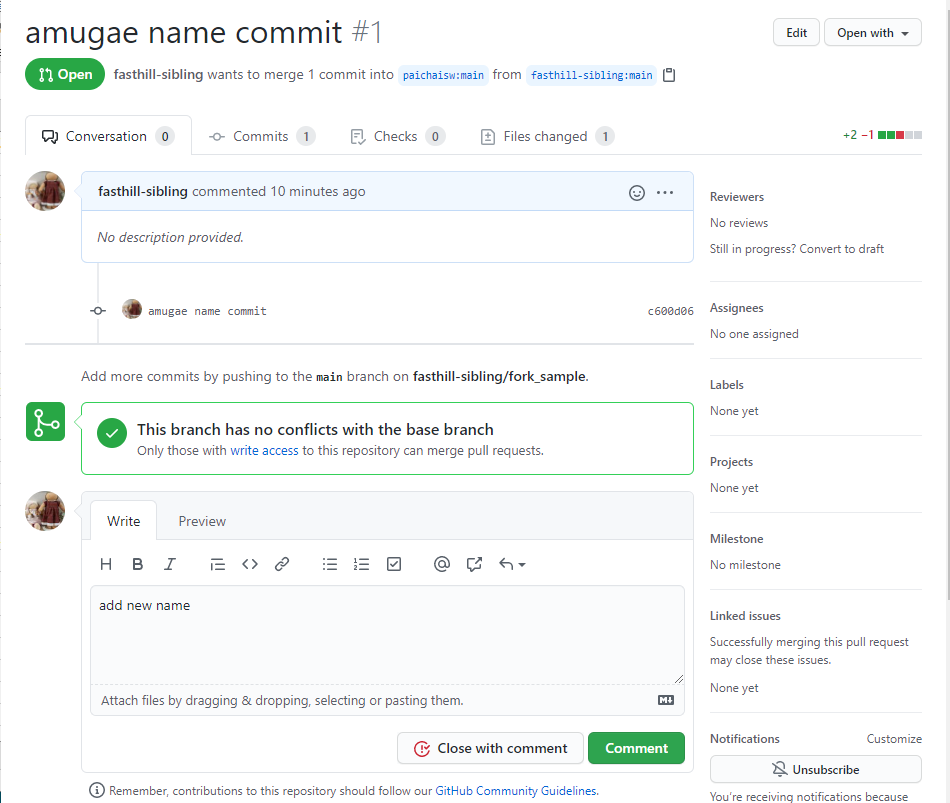 amugae name commit #1
Edit
Open with
Open
fasthill-sibling wants to merge 1 commit into paichaisw:main from fasthill-sibling:main
Conversation 0
Commits 1
Checks 0
Files changed 1
+2 −1
fasthill-sibling commented 10 minutes ago
No description provided.
amugae name commit
c600d06
Add more commits by pushing to the main branch on fasthill-sibling/fork_sample.
This branch has no conflicts with the base branch
Only those with write access to this repository can merge pull requests.
Write
Preview
H B I
add new name
Attach files by dragging & dropping, selecting or pasting them.
Close with comment
Comment
Remember, contributions to this repository should follow our GitHub Community Guidelines.
Reviewers
No reviews
Still in progress? Convert to draft
Assignees
No one assigned
Labels
None yet
Projects
None yet
Milestone
No milestone
Linked issues
Successfully merging this pull request
may close these issues.
None yet
Notifications
Customize
Unsubscribe
You're receiving notifications because